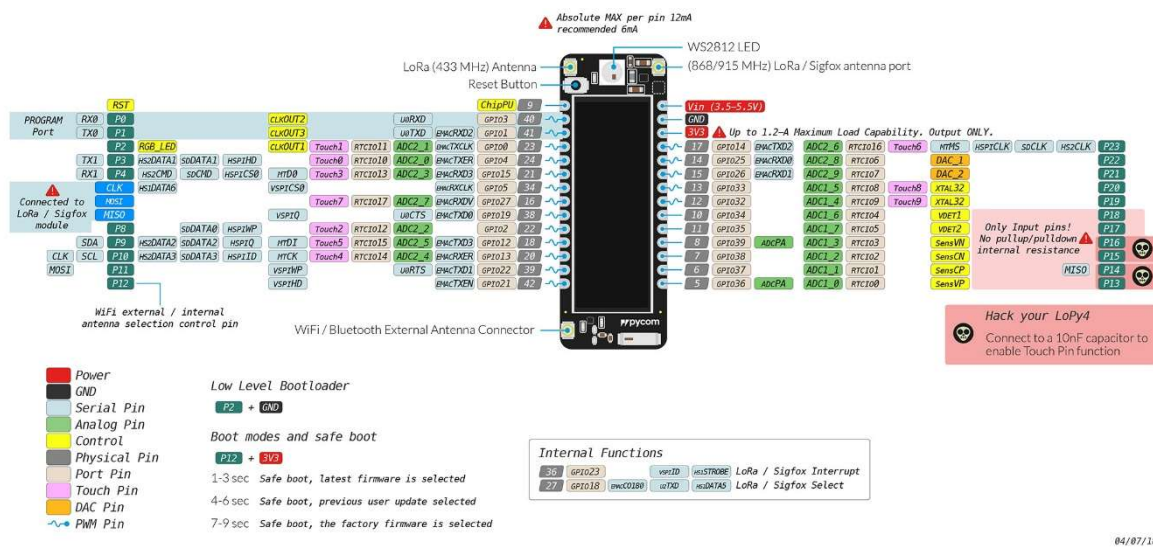 Absolute MAX per pin 12mA
recommended 6mA
WS2812 LED
LoRa (433 MHz) Antenna
(868/915 MHz) LoRa / Sigfox antenna port
Reset Button
RST ChipPU 9 Vin (3.5~5.5V)
PROGRAM Port
RX0 P0 CLKOUT2 U0RXD GPIO3 40 GND
TX0 P1 CLKOUT3 U0TXD EMACRXD2 GPIO1 41 3V3 Up to 1.2-A Maximum Load Capability. Output ONLY.
P2 RGB_LED CLKOUT1 Touch1 RTCIO11 ADC2_1 EMACTXCLK GPIO0 23 17 GPIO14 EMACTXD2 ADC2_6 RTCIO16 Touch6 MTMS HSPICLK SDCLK HS2CLK P23
TX1 P3 HS2DATA1 SDDATA1 HSPIHD Touch0 RTCIO10 ADC2_0 EMACTXER GPIO4 24 14 GPIO25 EMACRXD0 ADC2_8 RTCIO6 DAC_1 P22
RX1 P4 HS2CMD SDCMD HSPICS0 MTDO Touch3 RTCIO13 ADC2_3 EMACRXD3 GPIO15 21 15 GPIO26 EMACRXD1 ADC2_9 RTCIO7 DAC_2 P21
CLK HS1DATA6 VSPICS0 EMACRXCLK GPIO5 34 13 GPIO33 ADC1_5 RTCIO8 Touch8 XTAL32 P20
MOSI Touch7 RTCIO17 ADC2_7 EMACRXDV GPIO27 16 12 GPIO32 ADC1_4 RTCIO9 Touch9 XTAL32 P19
MISO VSPIQ U0CTS EMACTXD0 GPIO19 38 10 GPIO34 ADC1_6 RTCIO4 VDET1 P18
Connected to
LoRa / Sigfox
module
P8 SDDATA0 HSPIWP Touch2 RTCIO12 ADC2_2 GPIO2 22 11 GPIO35 ADC1_7 RTCIO5 VDET2 P17
SDA P9 HS2DATA2 SDDATA2 HSPIQ MTDI Touch5 RTCIO15 ADC2_5 EMACTXD3 GPIO12 18 8 GPIO39 ADCPA ADC1_3 RTCIO3 SensVN P16
CLK SCL P10 HS2DATA3 SDDATA3 HSPIID MTCK Touch4 RTCIO14 ADC2_4 EMACRXER GPIO13 20 7 GPIO38 ADC1_2 RTCIO2 SensCN P15
MOSI P11 VSPIWP U0RTS EMACTXD1 GPIO22 39 6 GPIO37 ADC1_1 RTCIO1 SensCP MISO P14
P12 VSPIHD EMACTXEN GPIO21 42 5 GPIO36 ADCPA ADC1_0 RTCIO0 SensVP P13
Only Input pins!
No pullup/pulldown
internal resistance
WiFi external / internal
antenna selection control pin
WiFi / Bluetooth External Antenna Connector
pycom
Hack your LoPy4
Connect to a 10nF capacitor to
enable Touch Pin function
Power
GND
Serial Pin
Analog Pin
Control
Physical Pin
Port Pin
Touch Pin
DAC Pin
PWM Pin
Low Level Bootloader
P2 + GND
Boot modes and safe boot
P12 + 3V3
1-3 sec Safe boot, latest firmware is selected
4-6 sec Safe boot, previous user update selected
7-9 sec Safe boot, the factory firmware is selected
Internal Functions
36 GPIO23 VSPIID HS1STROBE LoRa / Sigfox Interrupt
27 GPIO18 EMACCO180 U2TXD HS1DATA5 LoRa / Sigfox Select